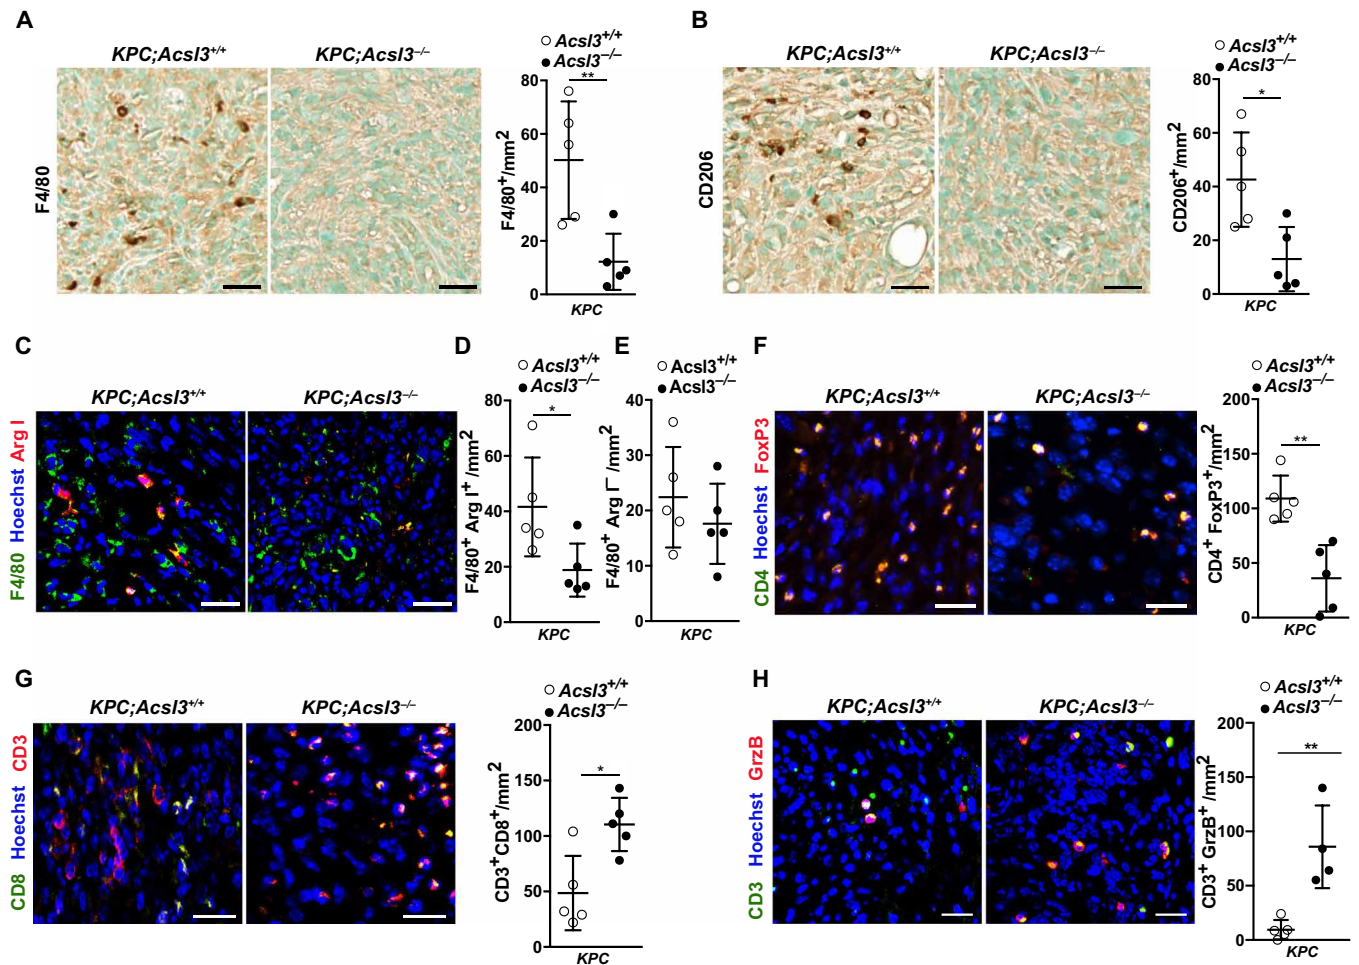 A
KPC;Acsl3+/+
KPC;Acsl3−/−
F4/80
Acsl3+/+
Acsl3−/−
F4/80+/mm2
80
**
60
40
20
0
KPC
B
KPC;Acsl3+/+
KPC;Acsl3−/−
CD206
Acsl3+/+
Acsl3−/−
CD206+/mm2
80
*
60
40
20
0
KPC
C
KPC;Acsl3+/+
KPC;Acsl3−/−
F4/80 Hoechst Arg I
D
Acsl3+/+
Acsl3−/−
F4/80+ Arg I+/mm2
80
*
60
40
20
0
KPC
E
Acsl3+/+
Acsl3−/−
F4/80+ Arg I−/mm2
40
30
20
10
0
KPC
F
KPC;Acsl3+/+
KPC;Acsl3−/−
CD4 Hoechst FoxP3
Acsl3+/+
Acsl3−/−
CD4+ FoxP3+/mm2
200
150
**
100
50
0
KPC
G
KPC;Acsl3+/+
KPC;Acsl3−/−
CD8 Hoechst CD3
Acsl3+/+
Acsl3−/−
CD3+CD8+/mm2
200
150
*
100
50
0
KPC
H
KPC;Acsl3+/+
KPC;Acsl3−/−
CD3 Hoechst GrzB
Acsl3+/+
Acsl3−/−
CD3+ GrzB+/mm2
200
**
150
100
50
0
KPC